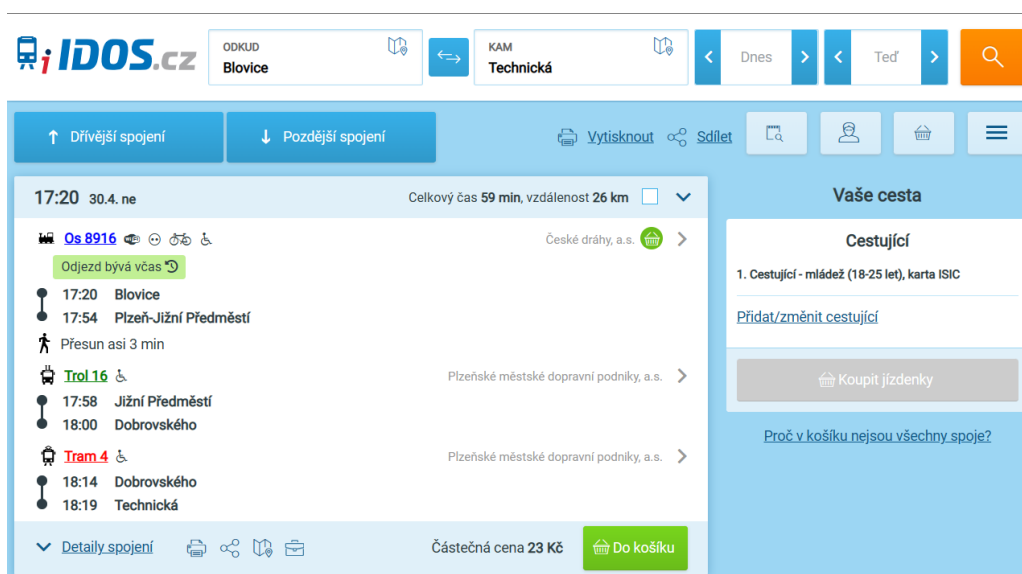 IDOS.cz
ODKUD
Blovice
KAM
Technická
Dnes
Teď
Dřívější spojení
Pozdější spojení
Vytisknout
Sdílet
17:20 30.4. ne
Celkový čas 59 min, vzdálenost 26 km
Os 8916
České dráhy, a.s.
Odjezd bývá včas
17:20 Blovice
17:54 Plzeň-Jižní Předměstí
Přesun asi 3 min
Trol 16
Plzeňské městské dopravní podniky, a.s.
17:58 Jižní Předměstí
18:00 Dobrovského
Tram 4
Plzeňské městské dopravní podniky, a.s.
18:14 Dobrovského
18:19 Technická
Detaily spojení
Částečná cena 23 Kč
Do košíku
Vaše cesta
Cestující
1. Cestující - mládež (18-25 let), karta ISIC
Přidat/změnit cestující
Koupit jízdenky
Proč v košíku nejsou všechny spoje?